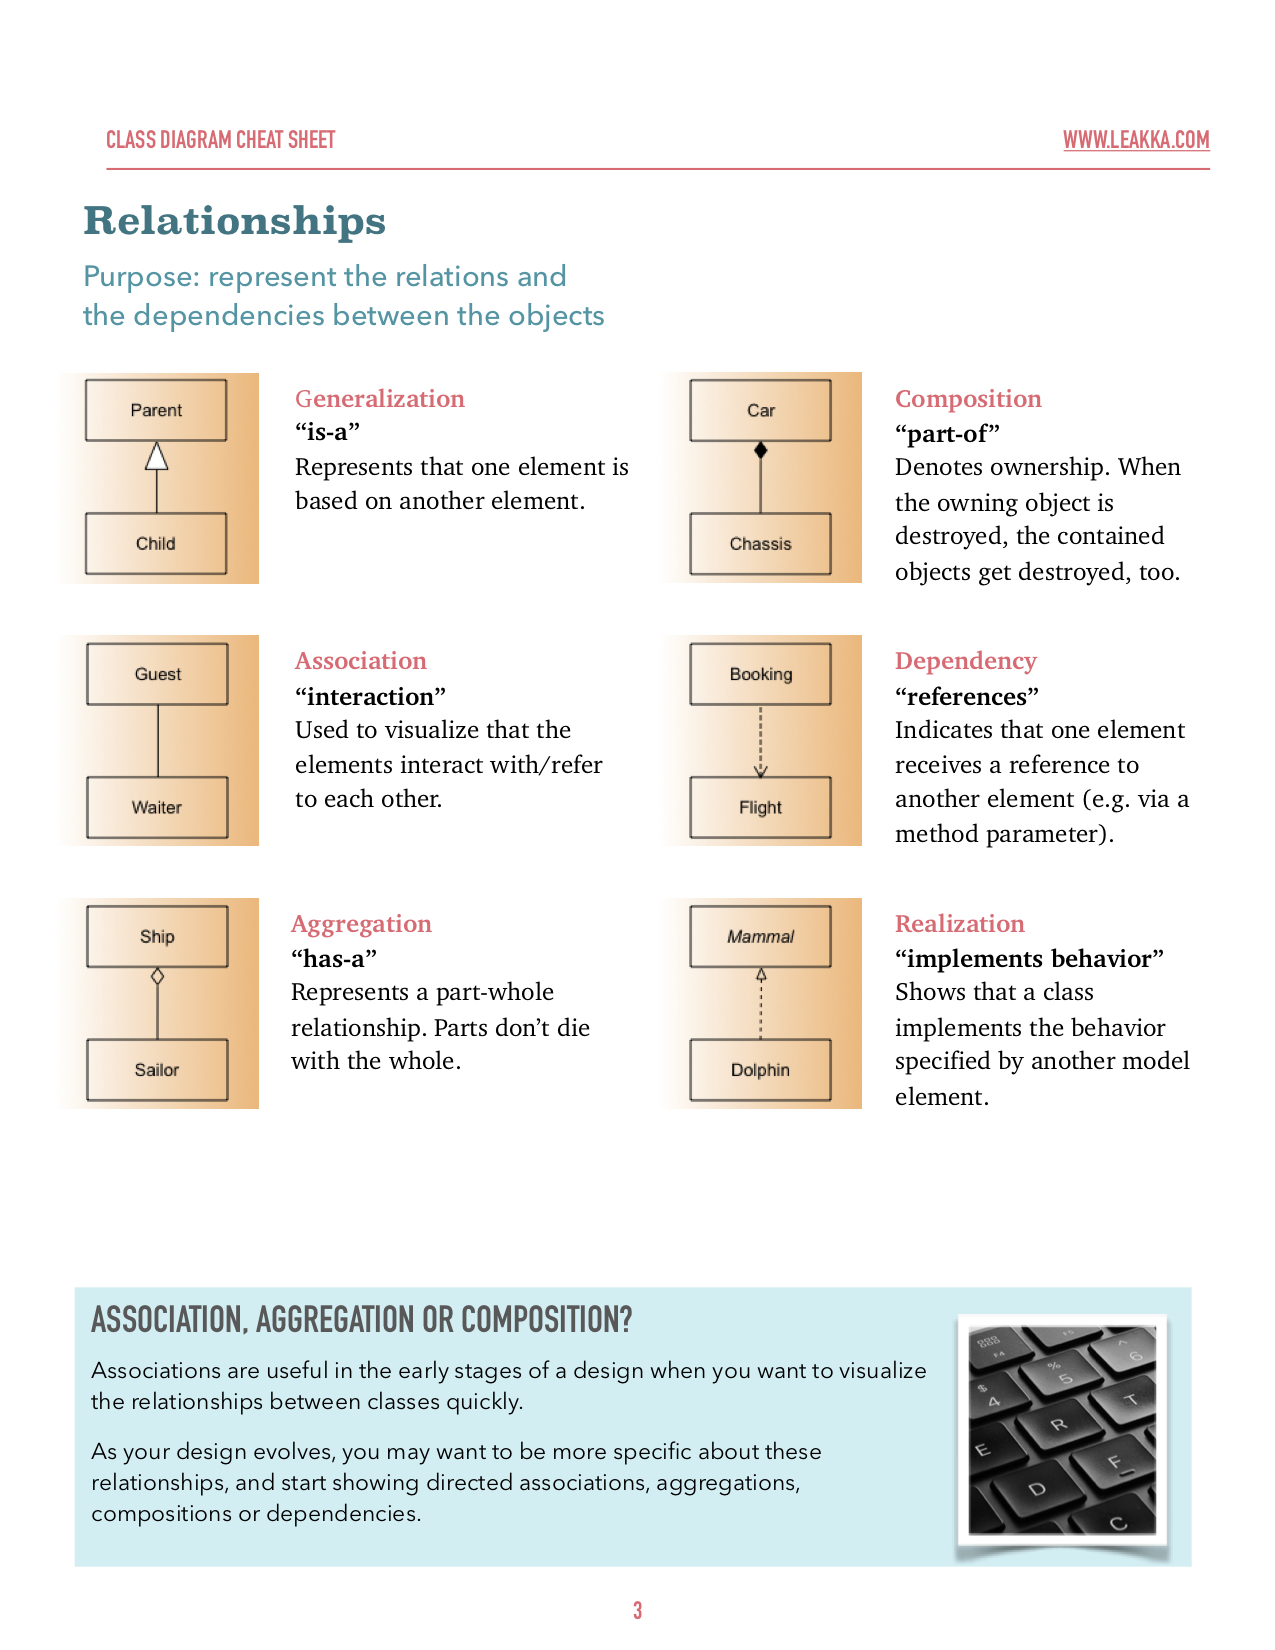 CLASS DIAGRAM CHEAT SHEET
WWW.LEAKKA.COM
Relationships
Purpose: represent the relations and
the dependencies between the objects
Parent
Child
Generalization
“is-a”
Represents that one element is
based on another element.
Car
Chassis
Composition
“part-of”
Denotes ownership. When
the owning object is
destroyed, the contained
objects get destroyed, too.
Guest
Waiter
Association
“interaction”
Used to visualize that the
elements interact with/refer
to each other.
Booking
Flight
Dependency
“references”
Indicates that one element
receives a reference to
another element (e.g. via a
method parameter).
Ship
Sailor
Aggregation
“has-a”
Represents a part-whole
relationship. Parts don’t die
with the whole.
Mammal
Dolphin
Realization
“implements behavior”
Shows that a class
implements the behavior
specified by another model
element.
ASSOCIATION, AGGREGATION OR COMPOSITION?
Associations are useful in the early stages of a design when you want to visualize
the relationships between classes quickly.
As your design evolves, you may want to be more specific about these
relationships, and start showing directed associations, aggregations,
compositions or dependencies.
F4
F5
^
6
%
5
$
4
E
R
T
D
F
C
3